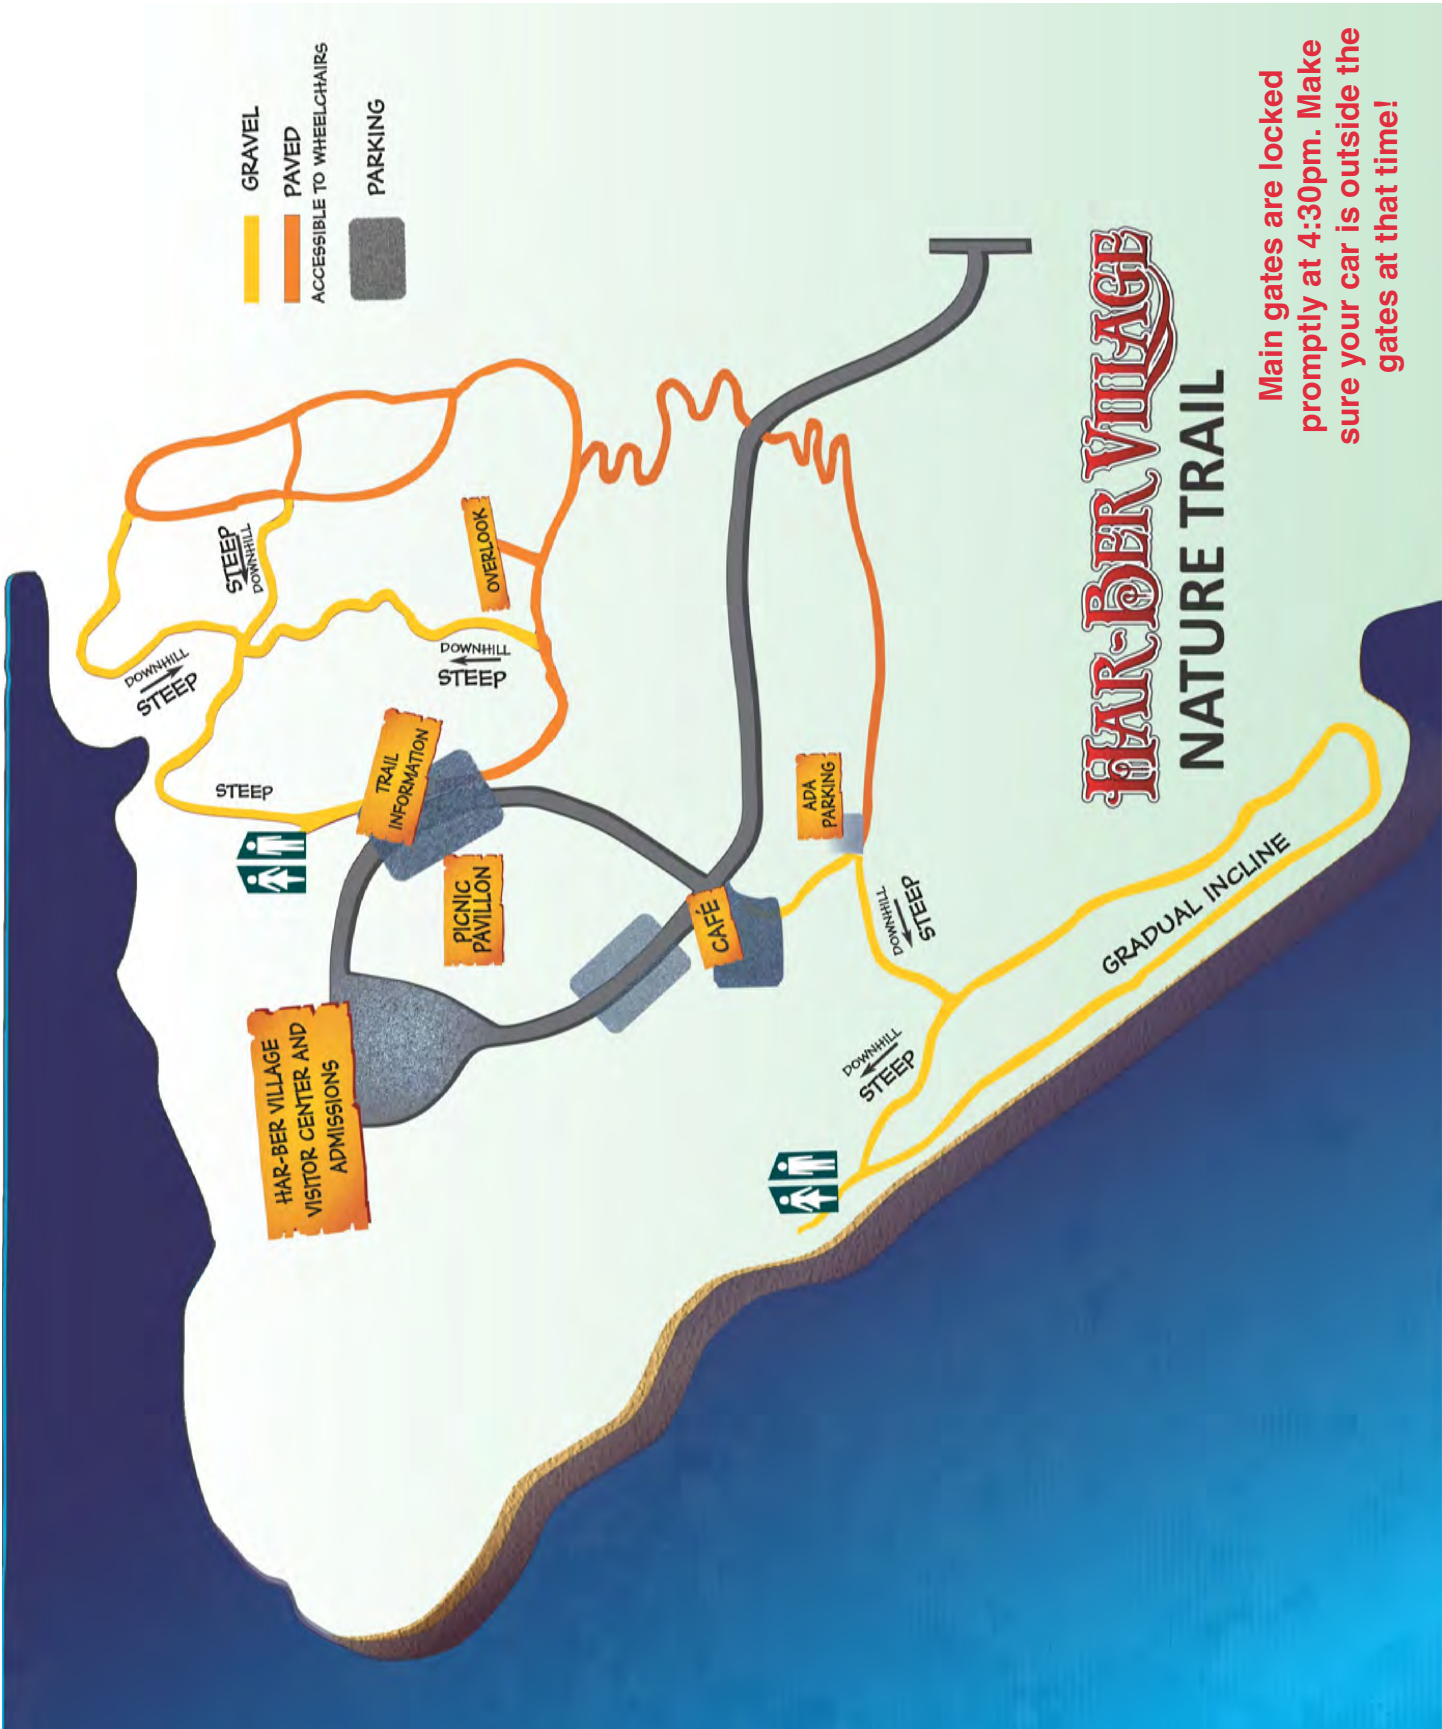 GRAVEL
PAVED
ACCESSIBLE TO WHEELCHAIRS
PARKING
STEEP
DOWNHILL
DOWNHILL
STEEP
OVERLOOK
DOWNHILL
STEEP
STEEP
TRAIL
INFORMATION
PICNIC
PAVILLON
HAR-BER VILLAGE
VISITOR CENTER AND
ADMISSIONS
CAFÉ
ADA
PARKING
DOWNHILL
STEEP
DOWNHILL
STEEP
GRADUAL INCLINE
HAR-BER VILLAGE
NATURE TRAIL
Main gates are locked
promptly at 4:30pm. Make
sure your car is outside the
gates at that time!